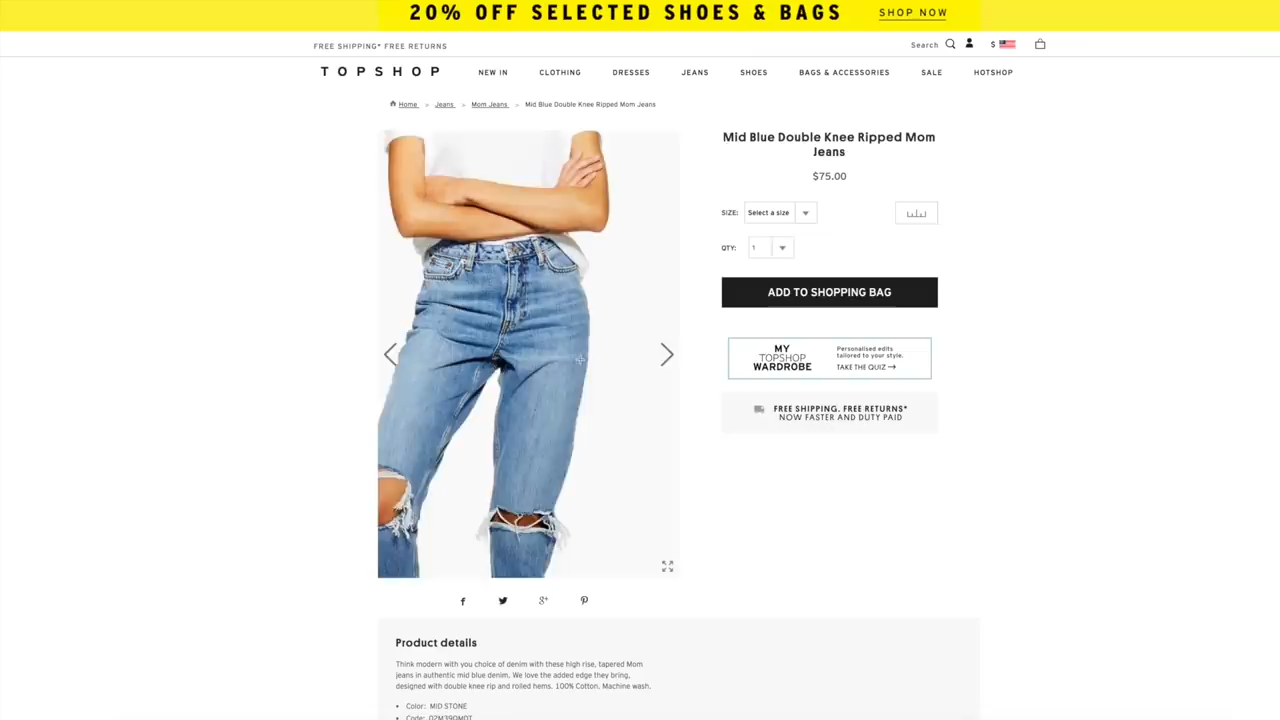 20% OFF SELECTED SHOES & BAGS SHOP NOW
FREE SHIPPING* FREE RETURNS Search $
TOPSHOP NEW IN CLOTHING DRESSES JEANS SHOES BAGS & ACCESSORIES SALE HOTSHOP
Home > Jeans > Mom Jeans > Mid Blue Double Knee Ripped Mom Jeans
Mid Blue Double Knee Ripped Mom
Jeans
$75.00
SIZE: Select a size
QTY: 1
ADD TO SHOPPING BAG
MY
TOPSHOP
WARDROBE
Personalised edits
tailored to your style.
TAKE THE QUIZ →
FREE SHIPPING. FREE RETURNS*
NOW FASTER AND DUTY PAID
Product details
Think modern with you choice of denim with these high rise, tapered Mom
jeans in authentic mid blue denim. We love the added edge they bring,
designed with double knee rip and rolled hems. 100% Cotton. Machine wash.
• Color: MID STONE
• Code: 02M39QMDT